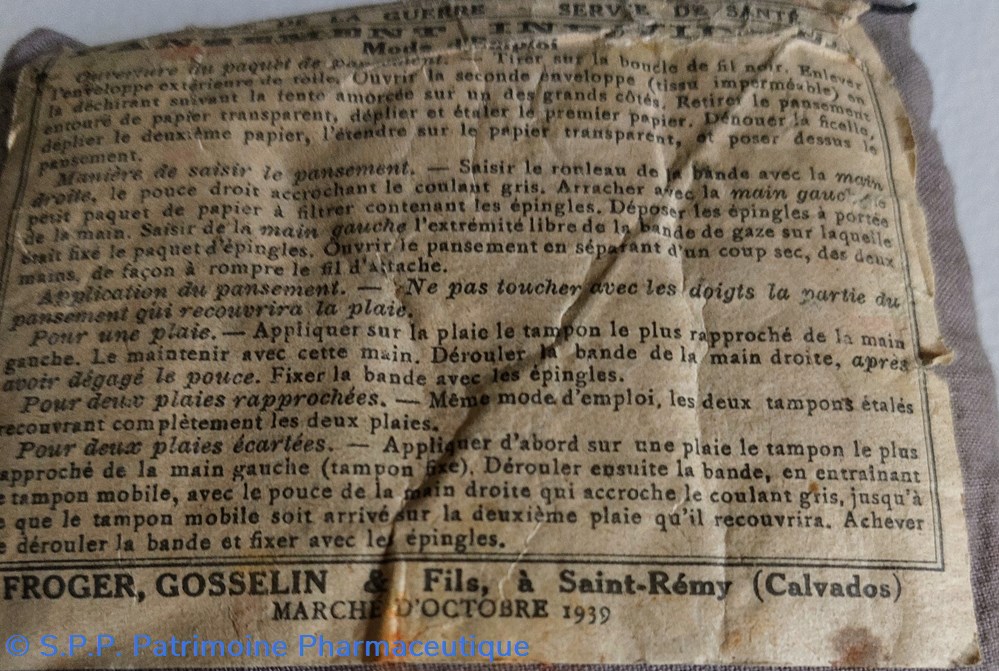 DE LA GUERRE — SERVICE DE SANTÉ
Mode d'emploi
Ouverture du paquet de pansement. — Tirer sur la boucle de fil noir. Enlever
l'enveloppe extérieure de toile. Ouvrir la seconde enveloppe (tissu imperméable) en
la déchirant suivant la fente amorcée sur un des grands côtés. Retirer le pansement
entouré de papier transparent, déplier et étaler le premier papier. Dénouer la ficelle,
déplier le deuxième papier, l'étendre sur le papier transparent, et poser dessus le
pansement.
Manière de saisir le pansement. — Saisir le rouleau de la bande avec la main
droite, le pouce droit accrochant le coulant gris. Arracher avec la main gauche le
petit paquet de papier à filtrer contenant les épingles. Déposer les épingles à portée
de la main. Saisir de la main gauche l'extrémité libre de la bande de gaze sur laquelle
était fixé le paquet d'épingles. Ouvrir le pansement en séparant d'un coup sec, des deux
mains, de façon à rompre le fil d'attache.
Application du pansement. — Ne pas toucher avec les doigts la partie du
pansement qui recouvrira la plaie.
Pour une plaie. — Appliquer sur la plaie le tampon le plus rapproché de la main
gauche. Le maintenir avec cette main. Dérouler la bande de la main droite, après
avoir dégagé le pouce. Fixer la bande avec les épingles.
Pour deux plaies rapprochées. — Même mode d'emploi, les deux tampons étalés
recouvrant complètement les deux plaies.
Pour deux plaies écartées. — Appliquer d'abord sur une plaie le tampon le plus
rapproché de la main gauche (tampon fixe). Dérouler ensuite la bande, en entraînant
e tampon mobile, avec le pouce de la main droite qui accroche le coulant gris, jusqu'à
e que le tampon mobile soit arrivé sur la deuxième plaie qu'il recouvrira. Achever
e dérouler la bande et fixer avec les épingles.
FROGER, GOSSELIN & Fils, à Saint-Rémy (Calvados)
MARCHÉ D'OCTOBRE 1939
© S.P.P. Patrimoine Pharmaceutique